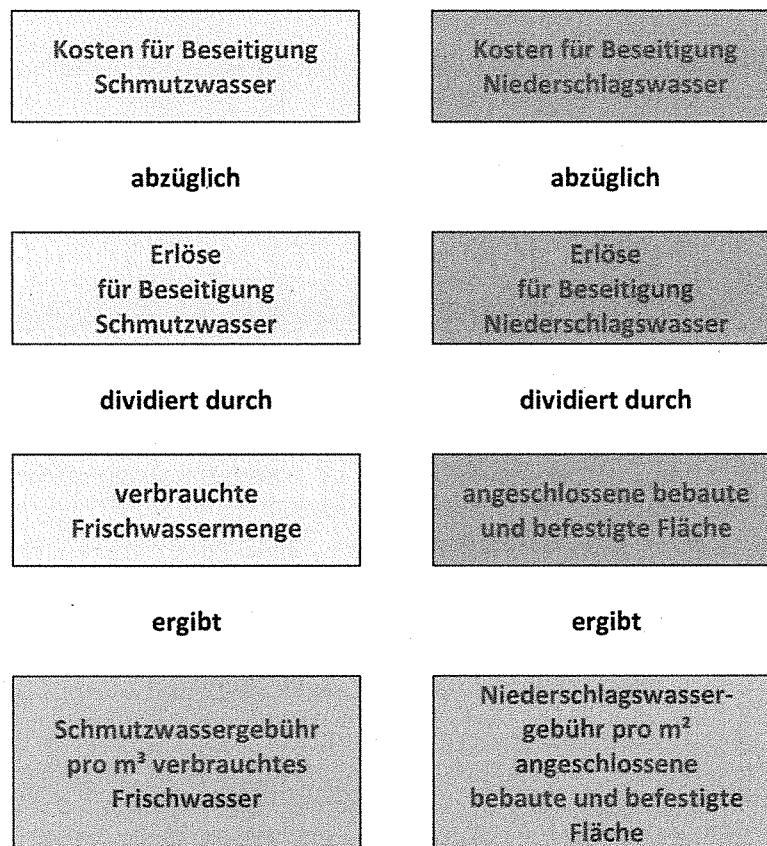 Kosten für Beseitigung
Schmutzwasser
abzüglich
Erlöse
für Beseitigung
Schmutzwasser
dividiert durch
verbrauchte
Frischwassermenge
ergibt
Schmutzwassergebühr
pro m³ verbrauchtes
Frischwasser
Kosten für Beseitigung
Niederschlagswasser
abzüglich
Erlöse
für Beseitigung
Niederschlagswasser
dividiert durch
angeschlossene bebaute
und befestigte Fläche
ergibt
Niederschlagswasser-
gebühr pro m²
angeschlossene
bebaute und befestigte
Fläche